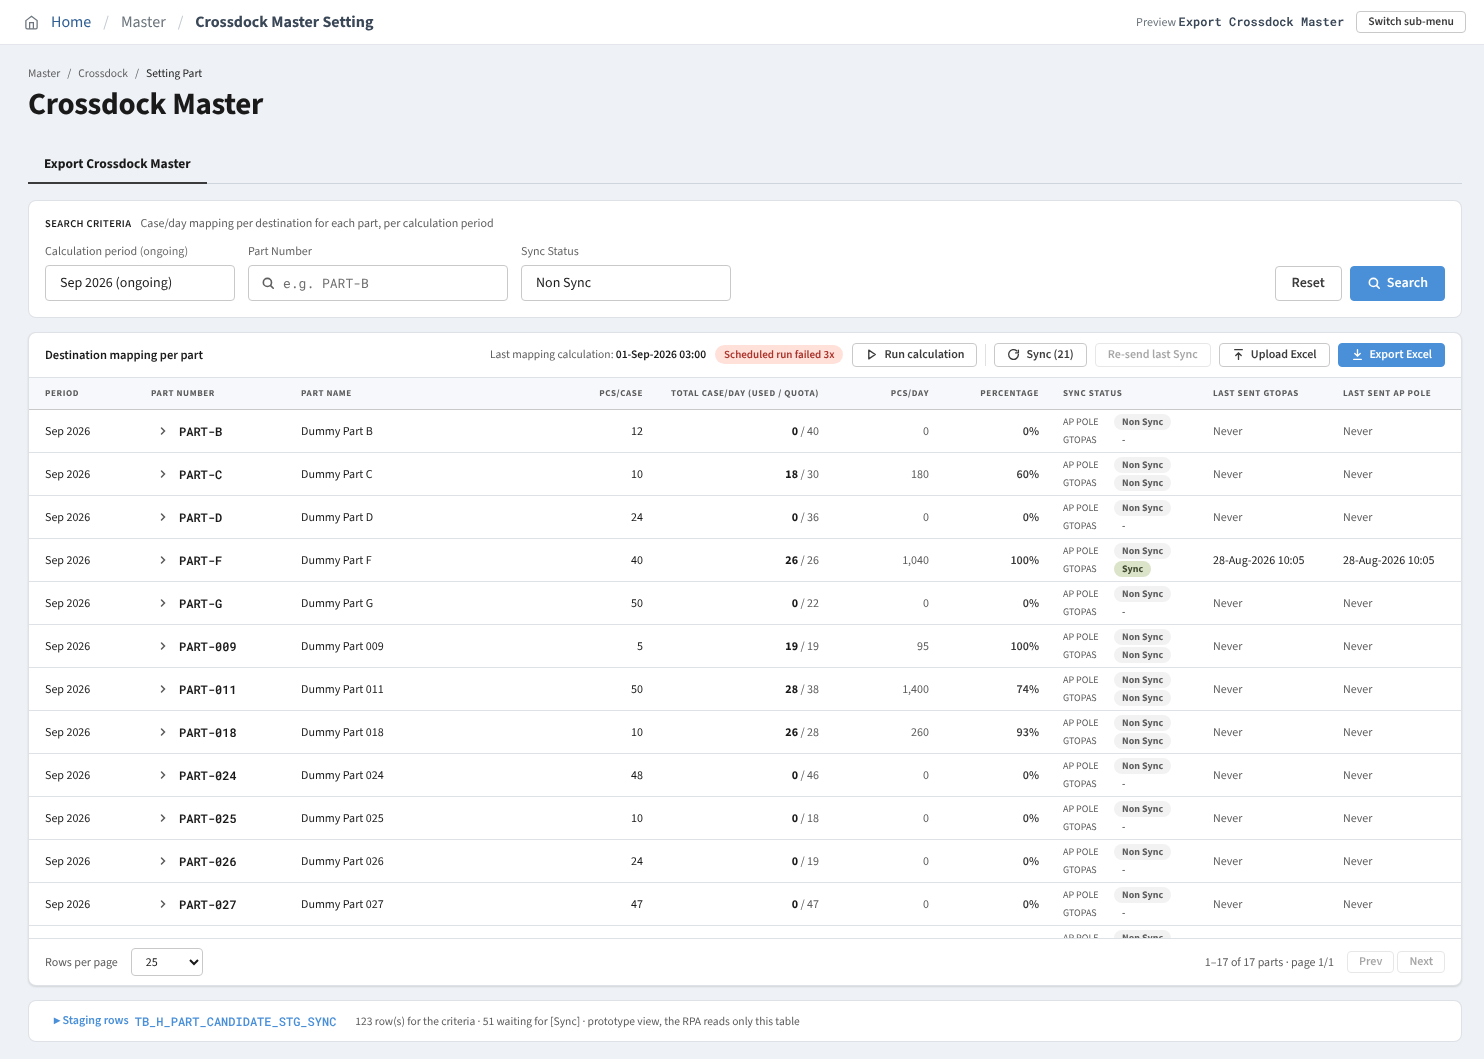 Home / Master / Crossdock Master Setting
Preview Export Crossdock Master Switch sub-menu
Master / Crossdock / Setting Part
Crossdock Master
Export Crossdock Master
SEARCH CRITERIA Case/day mapping per destination for each part, per calculation period
Calculation period (ongoing) Part Number Sync Status
Sep 2026 (ongoing) e.g. PART-B Non Sync Reset Search
Destination mapping per part Last mapping calculation: 01-Sep-2026 03:00 Scheduled run failed 3x Run calculation Sync (21) Re-send last Sync Upload Excel Export Excel
PERIOD PART NUMBER PART NAME PCS/CASE TOTAL CASE/DAY (USED / QUOTA) PCS/DAY PERCENTAGE SYNC STATUS LAST SENT GTOPAS LAST SENT AP POLE
Sep 2026 PART-B Dummy Part B 12 0 / 40 0 0% AP POLE Non Sync GTOPAS - Never Never
Sep 2026 PART-C Dummy Part C 10 18 / 30 180 60% AP POLE Non Sync GTOPAS Non Sync Never Never
Sep 2026 PART-D Dummy Part D 24 0 / 36 0 0% AP POLE Non Sync GTOPAS - Never Never
Sep 2026 PART-F Dummy Part F 40 26 / 26 1,040 100% AP POLE Non Sync GTOPAS Sync 28-Aug-2026 10:05 28-Aug-2026 10:05
Sep 2026 PART-G Dummy Part G 50 0 / 22 0 0% AP POLE Non Sync GTOPAS - Never Never
Sep 2026 PART-009 Dummy Part 009 5 19 / 19 95 100% AP POLE Non Sync GTOPAS Non Sync Never Never
Sep 2026 PART-011 Dummy Part 011 50 28 / 38 1,400 74% AP POLE Non Sync GTOPAS Non Sync Never Never
Sep 2026 PART-018 Dummy Part 018 10 26 / 28 260 93% AP POLE Non Sync GTOPAS Non Sync Never Never
Sep 2026 PART-024 Dummy Part 024 48 0 / 46 0 0% AP POLE Non Sync GTOPAS - Never Never
Sep 2026 PART-025 Dummy Part 025 10 0 / 18 0 0% AP POLE Non Sync GTOPAS - Never Never
Sep 2026 PART-026 Dummy Part 026 24 0 / 19 0 0% AP POLE Non Sync GTOPAS - Never Never
Sep 2026 PART-027 Dummy Part 027 47 0 / 47 0 0% AP POLE Non Sync GTOPAS - Never Never
AP POLE Non Sync
Rows per page 25 1–17 of 17 parts · page 1/1 Prev Next
Staging rows TB_H_PART_CANDIDATE_STG_SYNC 123 row(s) for the criteria · 51 waiting for [Sync] · prototype view, the RPA reads only this table